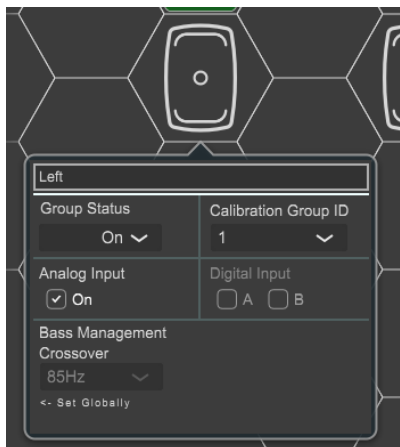 Left
Group Status
Calibration Group ID
On
1
Analog Input
Digital Input
On
A
B
Bass Management
Crossover
85Hz
<- Set Globally